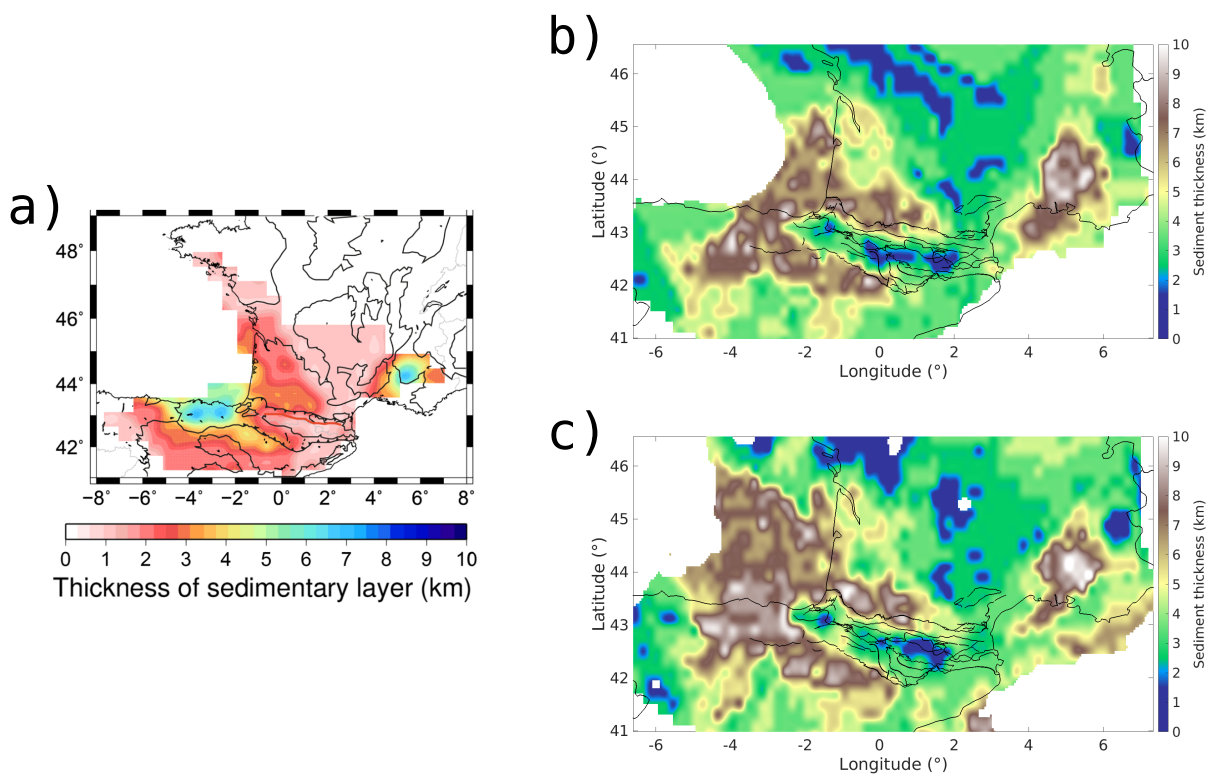 a)
48°
46°
44°
42°
−8° −6° −4° −2° 0° 2° 4° 6° 8°
0 1 2 3 4 5 6 7 8 9 10
Thickness of sedimentary layer (km)
b)
46
45
44
43
42
41
Latitude (°)
-6 -4 -2 0 2 4 6
Longitude (°)
10
9
8
7
6
5
4
3
2
1
0
Sediment thickness (km)
c)
46
45
44
43
42
41
Latitude (°)
-6 -4 -2 0 2 4 6
Longitude (°)
10
9
8
7
6
5
4
3
2
1
0
Sediment thickness (km)